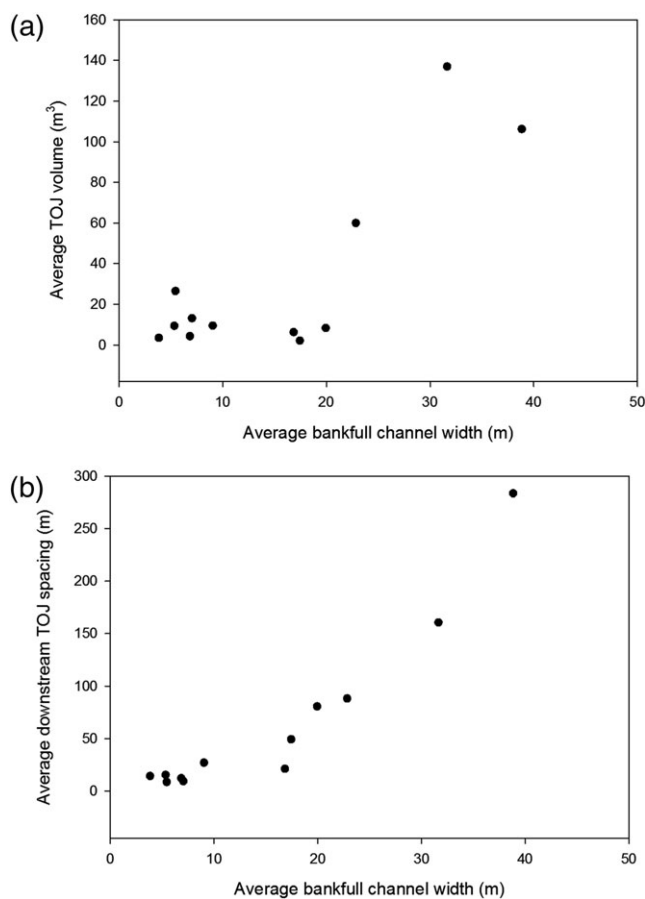 (a)
160
140
120
100
80
60
40
20
0
Average TOJ volume (m³)
0 10 20 30 40 50
Average bankfull channel width (m)
(b)
300
250
200
150
100
50
0
Average downstream TOJ spacing (m)
0 10 20 30 40 50
Average bankfull channel width (m)